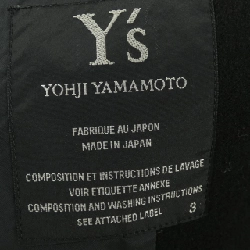 Y's
YOHJI YAMAMOTO
FABRIQUE AU JAPON
MADE IN JAPAN
COMPOSITION ET INSTRUCTIONS DE LAVAGE
VOIR ETIQUETTE ANNEXE
COMPOSITION AND WASHING INSTRUCTIONS
SEE ATTACHED LABEL 3